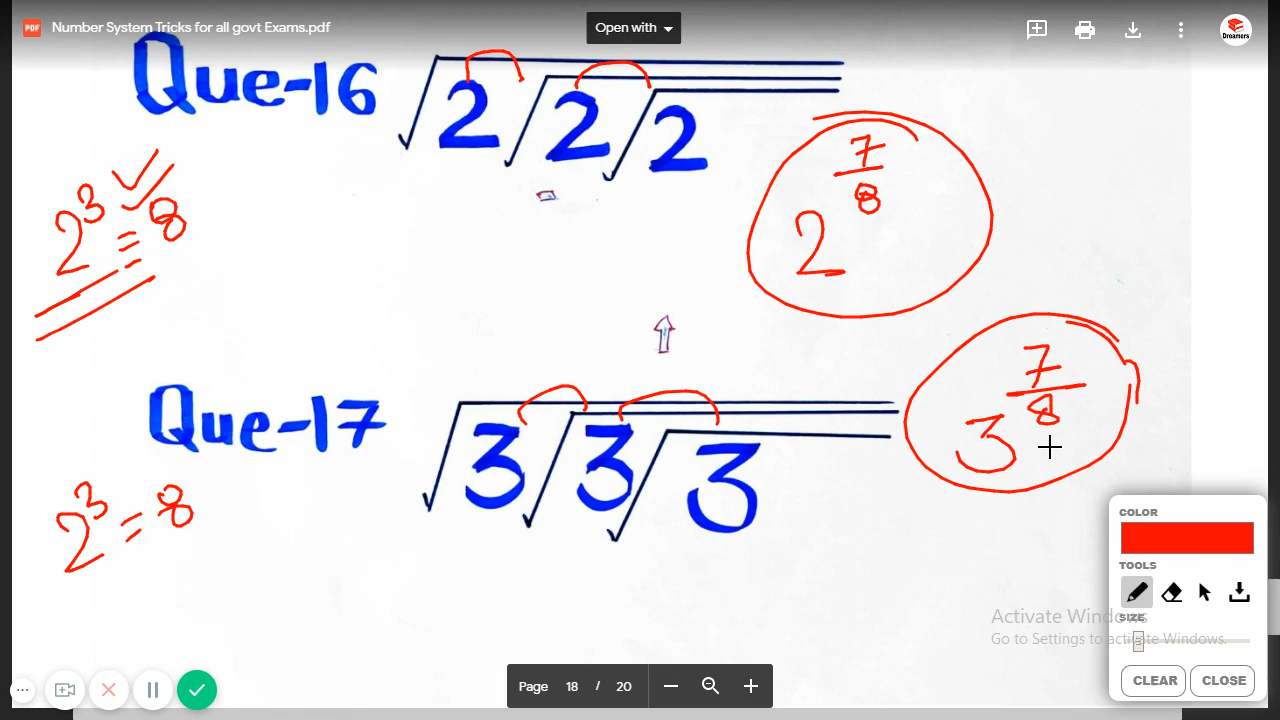 Number System Tricks for all govt Exams.pdf
Open with
Dreamers
PDF
Que-16 √2√2√2
2^3 = 8
2^7/8
Que-17 √3√3√3
3^7/8
2^3 = 8
COLOR
TOOLS
SIZE
Activate Windows
Go to Settings to activate Windows.
CLEAR CLOSE
Page 18 / 20